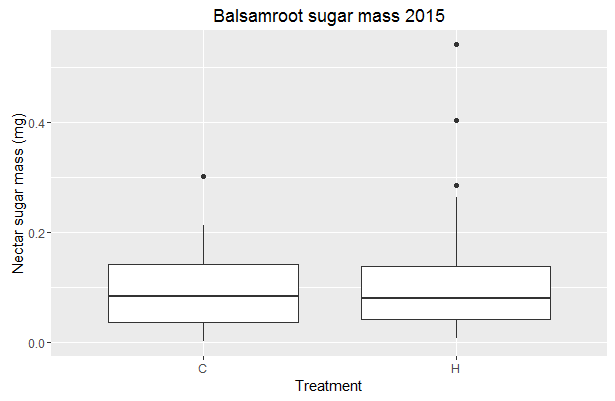 Balsamroot sugar mass 2015
Nectar sugar mass (mg)
0.4
0.2
0.0
C H
Treatment